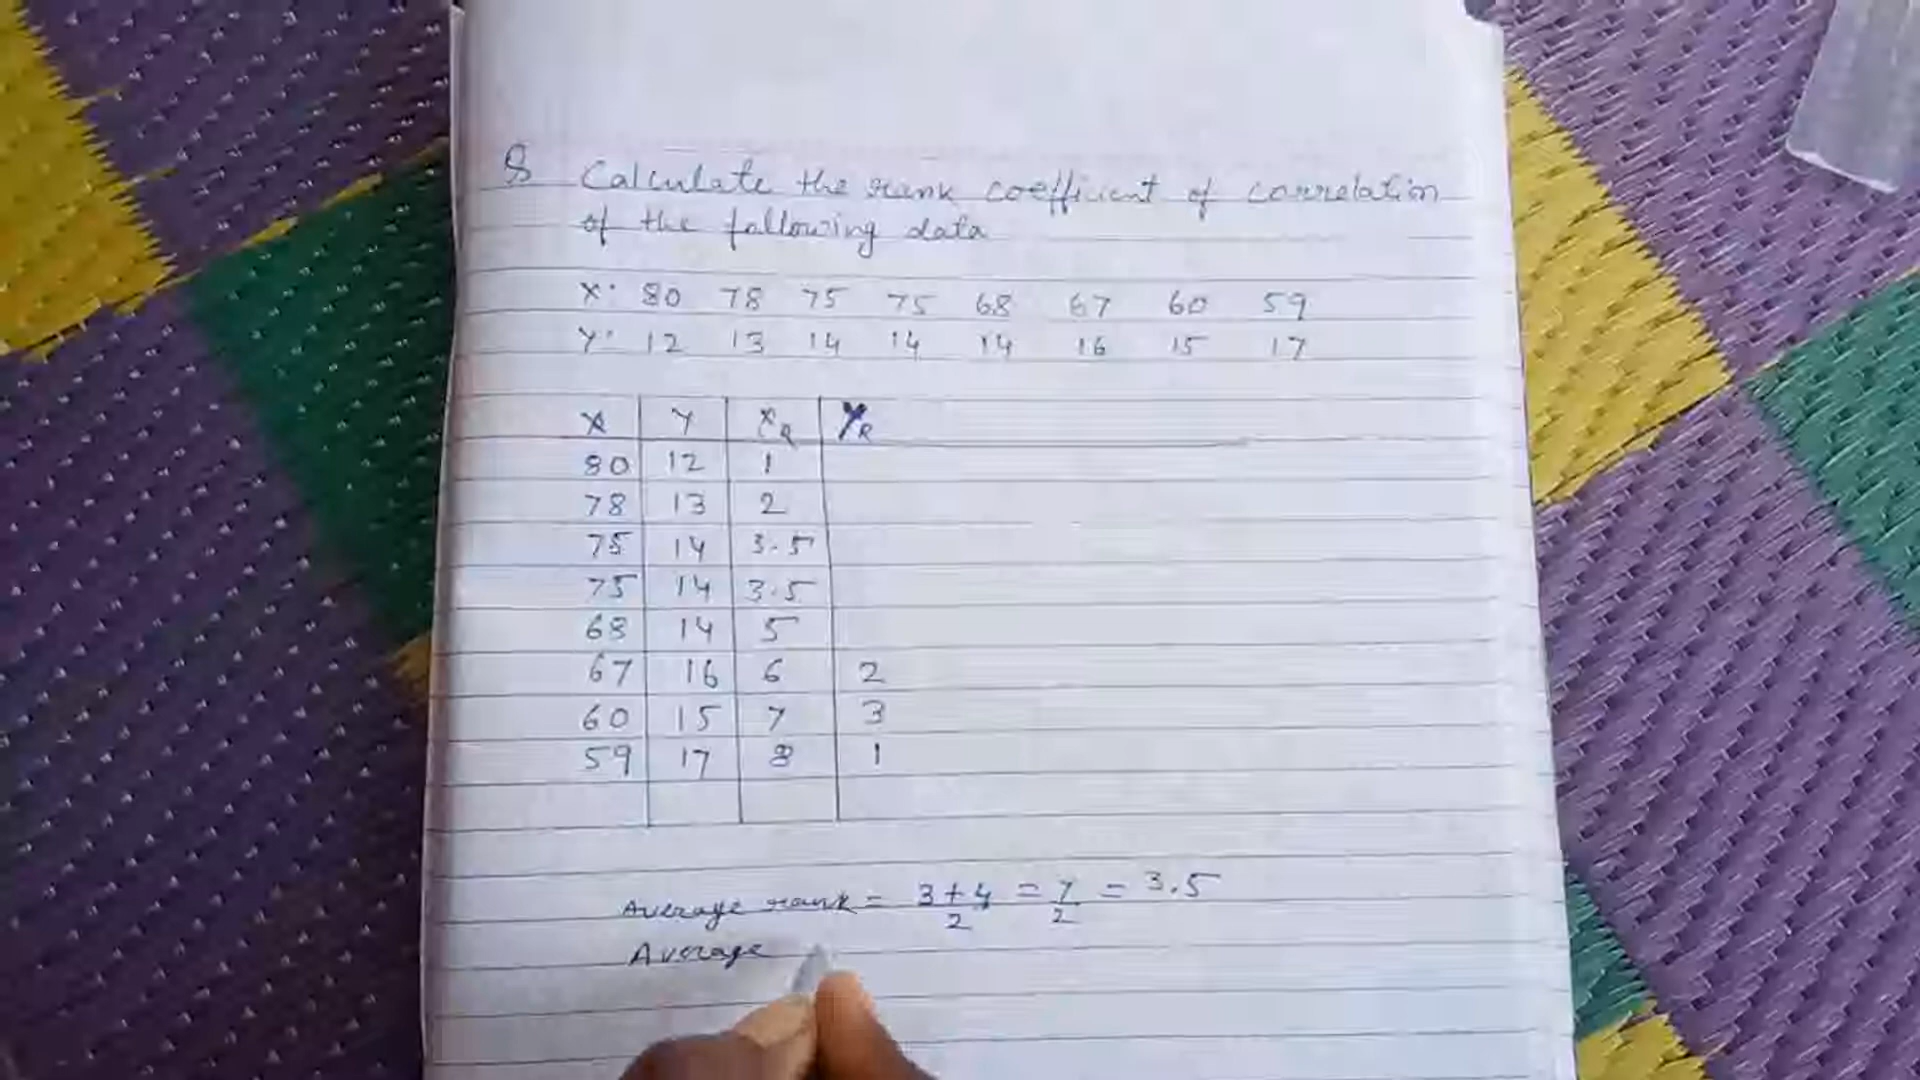 Q Calculate the rank coefficient of correlation
of the following data
X: 80 78 75 75 68 67 60 59
Y: 12 13 14 14 14 16 15 17
X Y X_R Y_R
80 12 1
78 13 2
75 14 3.5
75 14 3.5
68 14 5
67 16 6 2
60 15 7 3
59 17 8 1
Average rank = 3+4/2 = 7/2 = 3.5
Average